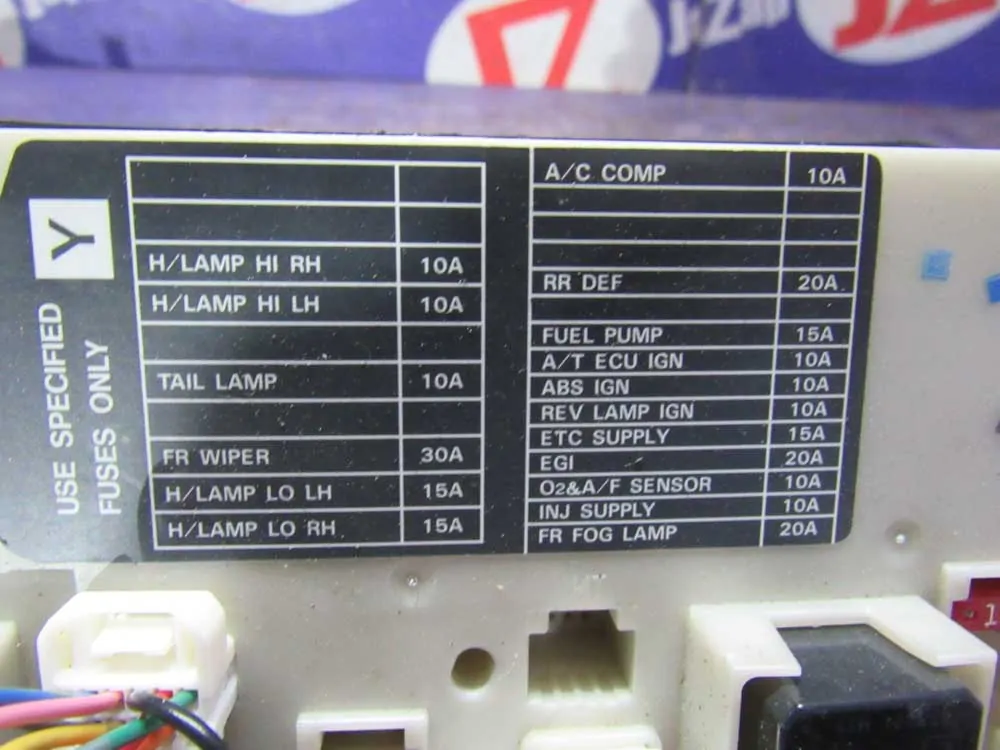 JZ
Y
USE SPECIFIED
FUSES ONLY
H/LAMP HI RH 10A
H/LAMP HI LH 10A
TAIL LAMP 10A
FR WIPER 30A
H/LAMP LO LH 15A
H/LAMP LO RH 15A
A/C COMP 10A
RR DEF 20A
FUEL PUMP 15A
A/T ECU IGN 10A
ABS IGN 10A
REV LAMP IGN 10A
ETC SUPPLY 15A
EGI 20A
O2&A/F SENSOR 10A
INJ SUPPLY 10A
FR FOG LAMP 20A